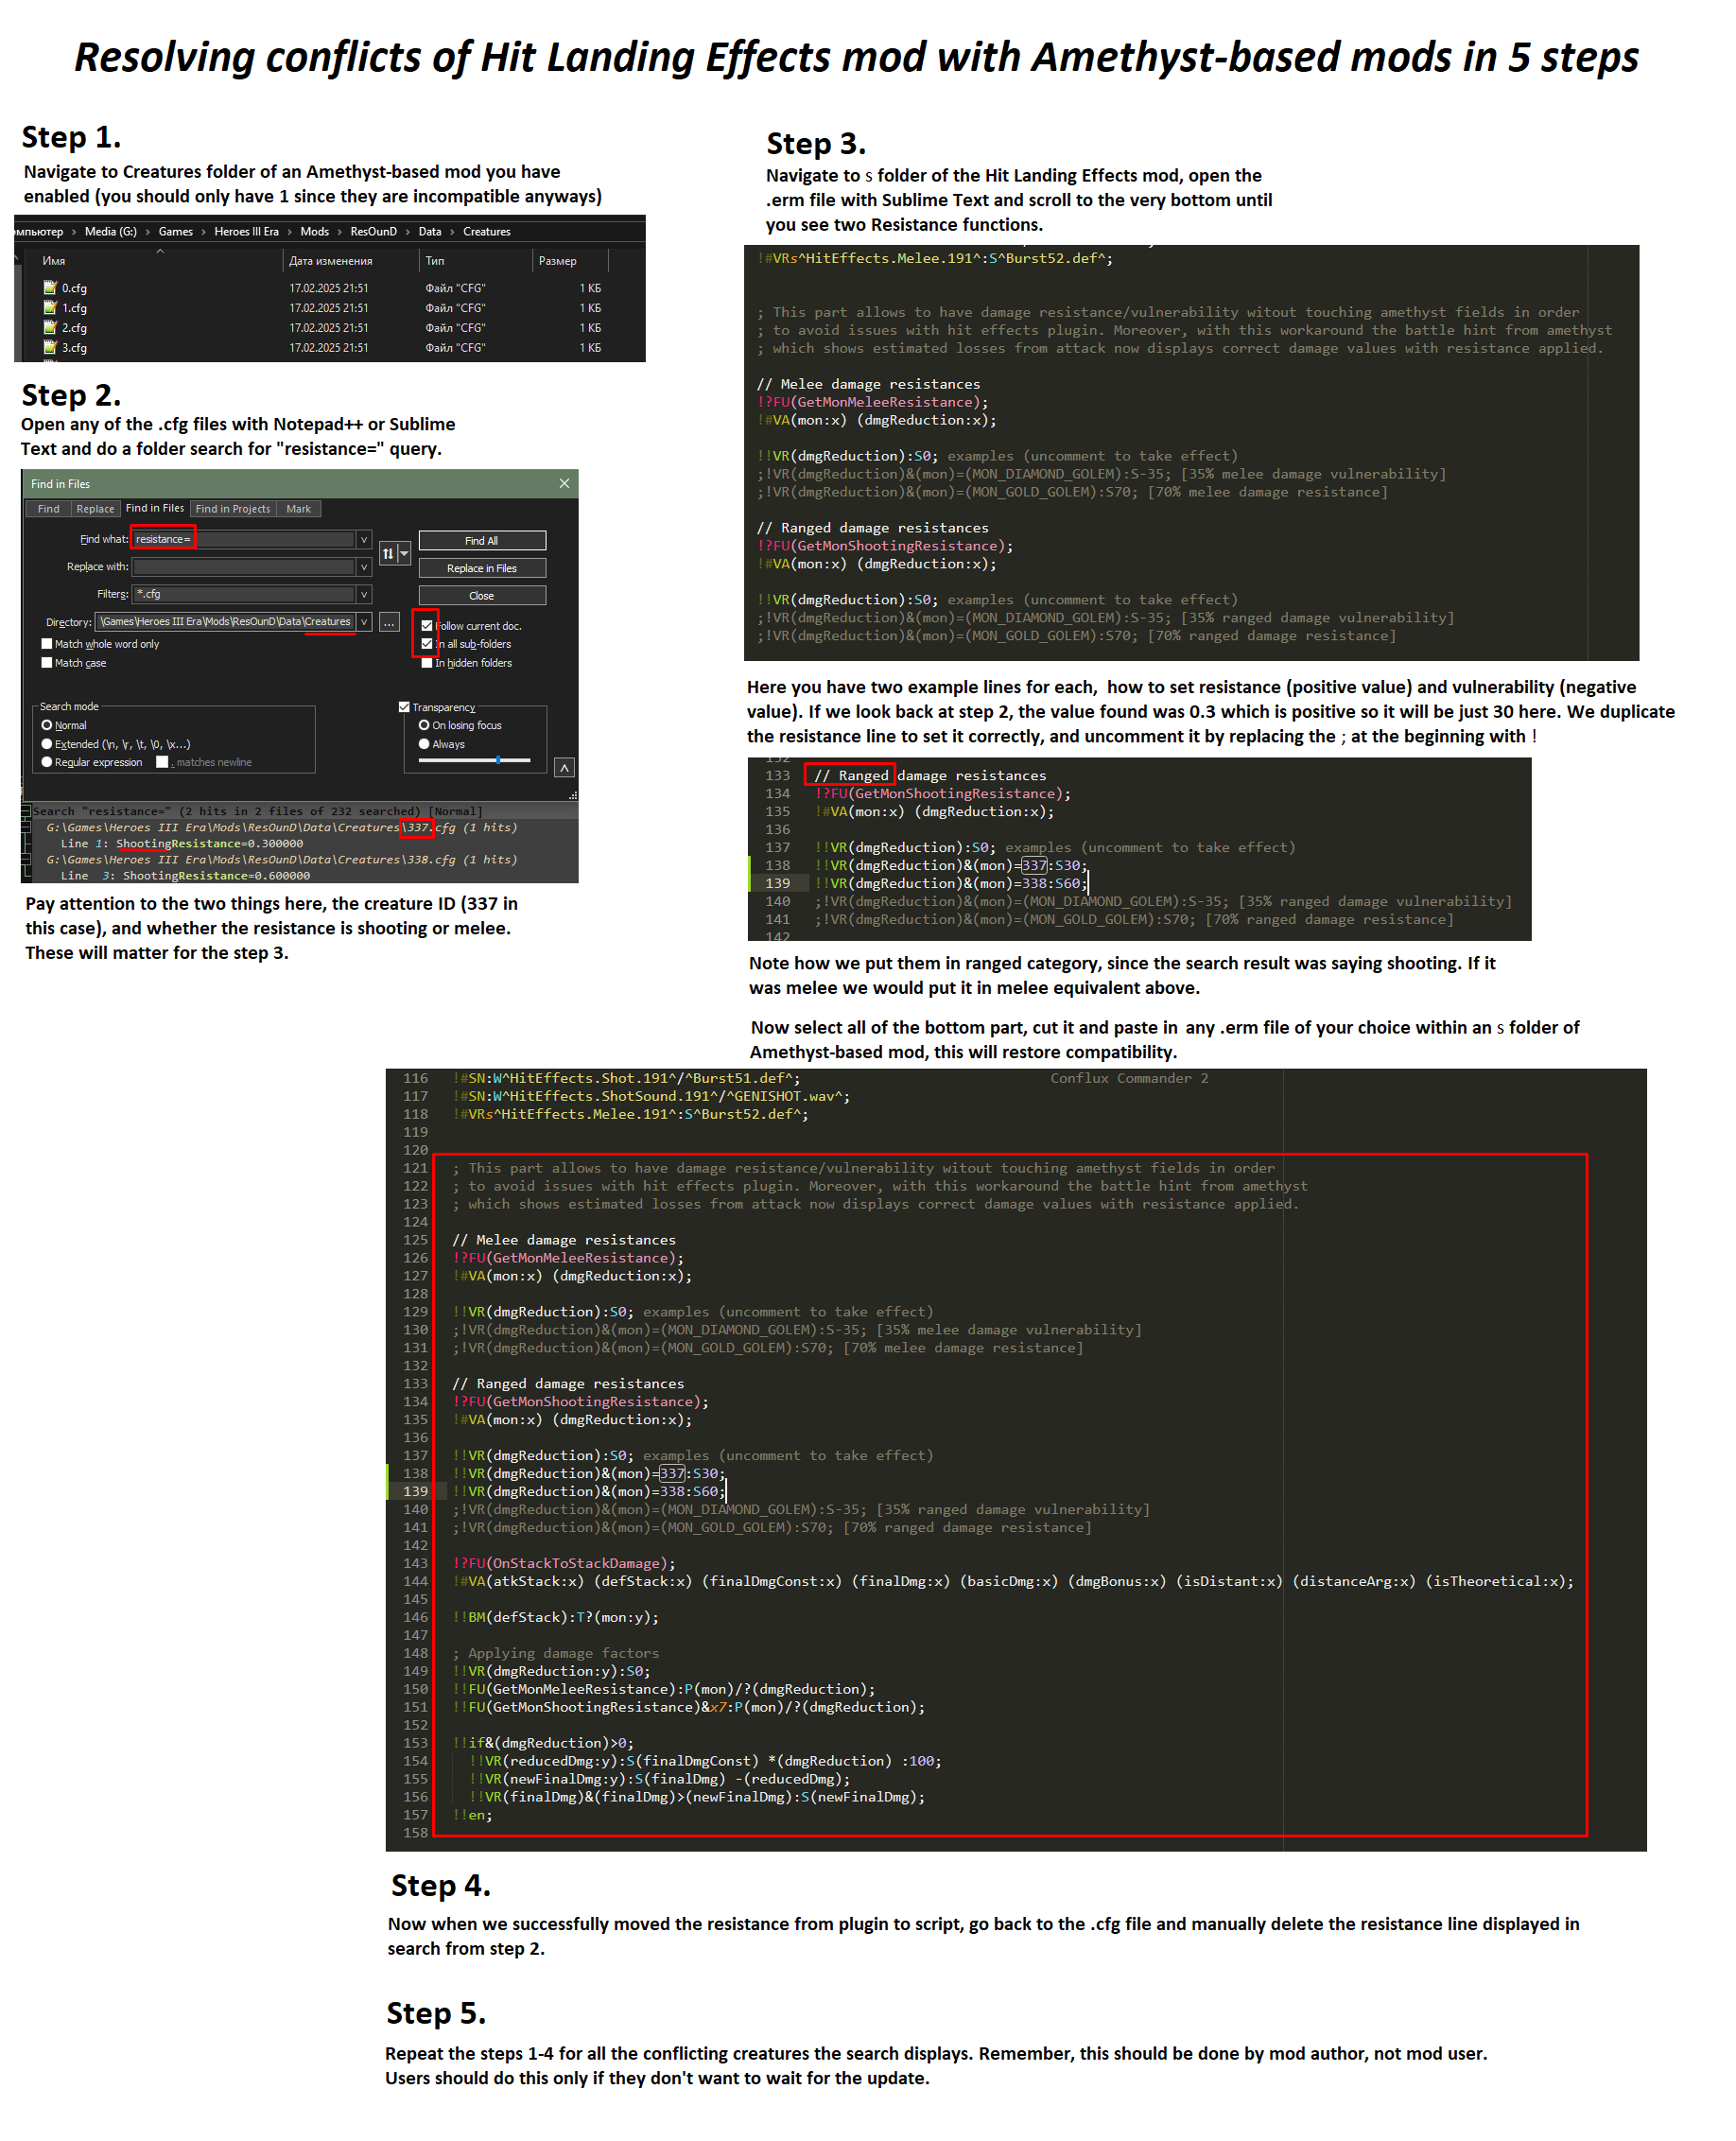 Resolving conflicts of Hit Landing Effects mod with Amethyst-based mods in 5 steps
Step 1.
Navigate to Creatures folder of an Amethyst-based mod you have
enabled (you should only have 1 since they are incompatible anyways)
омпьютер > Media (G:) > Games > Heroes III Era > Mods > ResOunD > Data > Creatures
Имя Дата изменения Тип Размер
0.cfg 17.02.2025 21:51 Файл "CFG" 1 КБ
1.cfg 17.02.2025 21:51 Файл "CFG" 1 КБ
2.cfg 17.02.2025 21:51 Файл "CFG" 1 КБ
3.cfg 17.02.2025 21:51 Файл "CFG" 1 КБ
Step 2.
Open any of the .cfg files with Notepad++ or Sublime
Text and do a folder search for "resistance=" query.
Find in Files
Find Replace Find in Files Find in Projects Mark
Find what: resistance= Find All
Replace with: Replace in Files
Filters: *.cfg Close
Directory: \Games\Heroes III Era\Mods\ResOunD\Data\Creatures ... Follow current doc.
Match whole word only In all sub-folders
Match case In hidden folders
Search mode Transparency
Normal On losing focus
Extended (\n, \r, \t, \0, \x...) Always
Regular expression . matches newline
Search "resistance=" (2 hits in 2 files of 232 searched) [Normal]
G:\Games\Heroes III Era\Mods\ResOunD\Data\Creatures\337.cfg (1 hits)
Line 1: ShootingResistance=0.300000
G:\Games\Heroes III Era\Mods\ResOunD\Data\Creatures\338.cfg (1 hits)
Line 3: ShootingResistance=0.600000
Pay attention to the two things here, the creature ID (337 in
this case), and whether the resistance is shooting or melee.
These will matter for the step 3.
Step 3.
Navigate to s folder of the Hit Landing Effects mod, open the
.erm file with Sublime Text and scroll to the very bottom until
you see two Resistance functions.
!#VRs^HitEffects.Melee.191^:S^Burst52.def^;
; This part allows to have damage resistance/vulnerability witout touching amethyst fields in order
; to avoid issues with hit effects plugin. Moreover, with this workaround the battle hint from amethyst
; which shows estimated losses from attack now displays correct damage values with resistance applied.
// Melee damage resistances
!?FU(GetMonMeleeResistance);
!#VA(mon:x) (dmgReduction:x);
!!VR(dmgReduction):S0; examples (uncomment to take effect)
;!VR(dmgReduction)&(mon)=(MON_DIAMOND_GOLEM):S-35; [35% melee damage vulnerability]
;!VR(dmgReduction)&(mon)=(MON_GOLD_GOLEM):S70; [70% melee damage resistance]
// Ranged damage resistances
!?FU(GetMonShootingResistance);
!#VA(mon:x) (dmgReduction:x);
!!VR(dmgReduction):S0; examples (uncomment to take effect)
;!VR(dmgReduction)&(mon)=(MON_DIAMOND_GOLEM):S-35; [35% ranged damage vulnerability]
;!VR(dmgReduction)&(mon)=(MON_GOLD_GOLEM):S70; [70% ranged damage resistance]
Here you have two example lines for each, how to set resistance (positive value) and vulnerability (negative
value). If we look back at step 2, the value found was 0.3 which is positive so it will be just 30 here. We duplicate
the resistance line to set it correctly, and uncomment it by replacing the ; at the beginning with !
132
133 // Ranged damage resistances
134 !?FU(GetMonShootingResistance);
135 !#VA(mon:x) (dmgReduction:x);
136
137 !!VR(dmgReduction):S0; examples (uncomment to take effect)
138 !!VR(dmgReduction)&(mon)=337:S30;
139 !!VR(dmgReduction)&(mon)=338:S60;
140 ;!VR(dmgReduction)&(mon)=(MON_DIAMOND_GOLEM):S-35; [35% ranged damage vulnerability]
141 ;!VR(dmgReduction)&(mon)=(MON_GOLD_GOLEM):S70; [70% ranged damage resistance]
142
Note how we put them in ranged category, since the search result was saying shooting. If it
was melee we would put it in melee equivalent above.
Now select all of the bottom part, cut it and paste in any .erm file of your choice within an s folder of
Amethyst-based mod, this will restore compatibility.
116 !#SN:W^HitEffects.Shot.191^/^Burst51.def^; Conflux Commander 2
117 !#SN:W^HitEffects.ShotSound.191^/^GENISHOT.wav^;
118 !#VRs^HitEffects.Melee.191^:S^Burst52.def^;
119
120
121 ; This part allows to have damage resistance/vulnerability witout touching amethyst fields in order
122 ; to avoid issues with hit effects plugin. Moreover, with this workaround the battle hint from amethyst
123 ; which shows estimated losses from attack now displays correct damage values with resistance applied.
124
125 // Melee damage resistances
126 !?FU(GetMonMeleeResistance);
127 !#VA(mon:x) (dmgReduction:x);
128
129 !!VR(dmgReduction):S0; examples (uncomment to take effect)
130 ;!VR(dmgReduction)&(mon)=(MON_DIAMOND_GOLEM):S-35; [35% melee damage vulnerability]
131 ;!VR(dmgReduction)&(mon)=(MON_GOLD_GOLEM):S70; [70% melee damage resistance]
132
133 // Ranged damage resistances
134 !?FU(GetMonShootingResistance);
135 !#VA(mon:x) (dmgReduction:x);
136
137 !!VR(dmgReduction):S0; examples (uncomment to take effect)
138 !!VR(dmgReduction)&(mon)=337:S30;
139 !!VR(dmgReduction)&(mon)=338:S60;
140 ;!VR(dmgReduction)&(mon)=(MON_DIAMOND_GOLEM):S-35; [35% ranged damage vulnerability]
141 ;!VR(dmgReduction)&(mon)=(MON_GOLD_GOLEM):S70; [70% ranged damage resistance]
142
143 !?FU(OnStackToStackDamage);
144 !#VA(atkStack:x) (defStack:x) (finalDmgConst:x) (finalDmg:x) (basicDmg:x) (dmgBonus:x) (isDistant:x) (distanceArg:x) (isTheoretical:x);
145
146 !!BM(defStack):T?(mon:y);
147
148 ; Applying damage factors
149 !!VR(dmgReduction:y):S0;
150 !!FU(GetMonMeleeResistance):P(mon)/?(dmgReduction);
151 !!FU(GetMonShootingResistance)&x7:P(mon)/?(dmgReduction);
152
153 !!if&(dmgReduction)>0;
154 !!VR(reducedDmg:y):S(finalDmgConst) *(dmgReduction) :100;
155 !!VR(newFinalDmg:y):S(finalDmg) -(reducedDmg);
156 !!VR(finalDmg)&(finalDmg)>(newFinalDmg):S(newFinalDmg);
157 !!en;
158
Step 4.
Now when we successfully moved the resistance from plugin to script, go back to the .cfg file and manually delete the resistance line displayed in
search from step 2.
Step 5.
Repeat the steps 1-4 for all the conflicting creatures the search displays. Remember, this should be done by mod author, not mod user.
Users should do this only if they don't want to wait for the update.